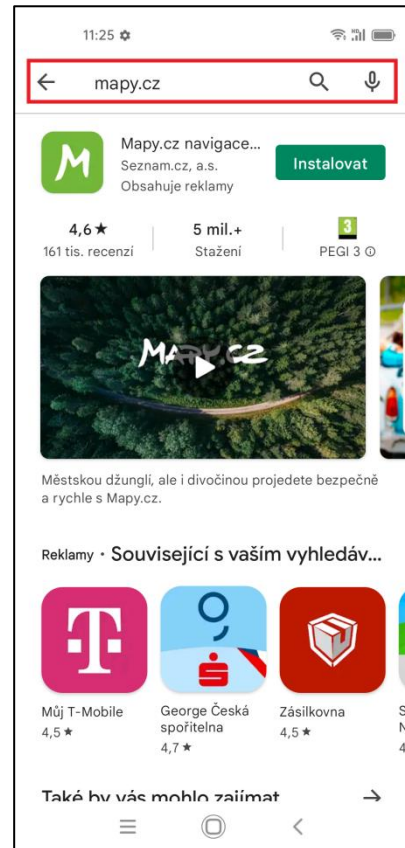 11:25
mapy.cz
Mapy.cz navigace...
Seznam.cz, a.s.
Obsahuje reklamy
Instalovat
4,6★
161 tis. recenzí
5 mil.+
Stažení
3
PEGI 3
MAPY.CZ
Městskou džunglí, ale i divočinou projedete bezpečně
a rychle s Mapy.cz.
Reklamy · Související s vaším vyhledáv...
Můj T-Mobile
4,5★
George Česká
spořitelna
4,7★
Zásilkovna
4,5★
S
N
4
Také by vás mohlo zajímat